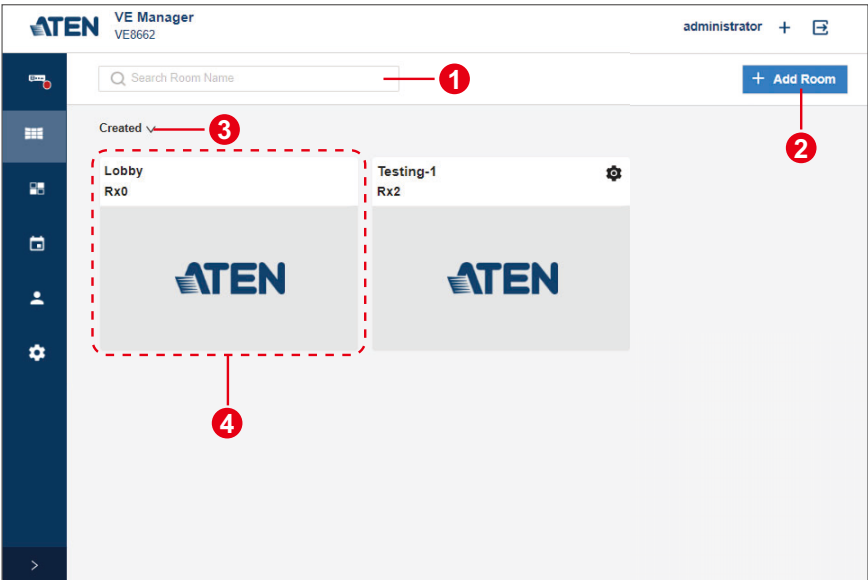 ATEN
VE Manager
VE8662
administrator
Search Room Name
1
+ Add Room
2
Created
3
Lobby
Rx0
Testing-1
Rx2
ATEN
ATEN
4